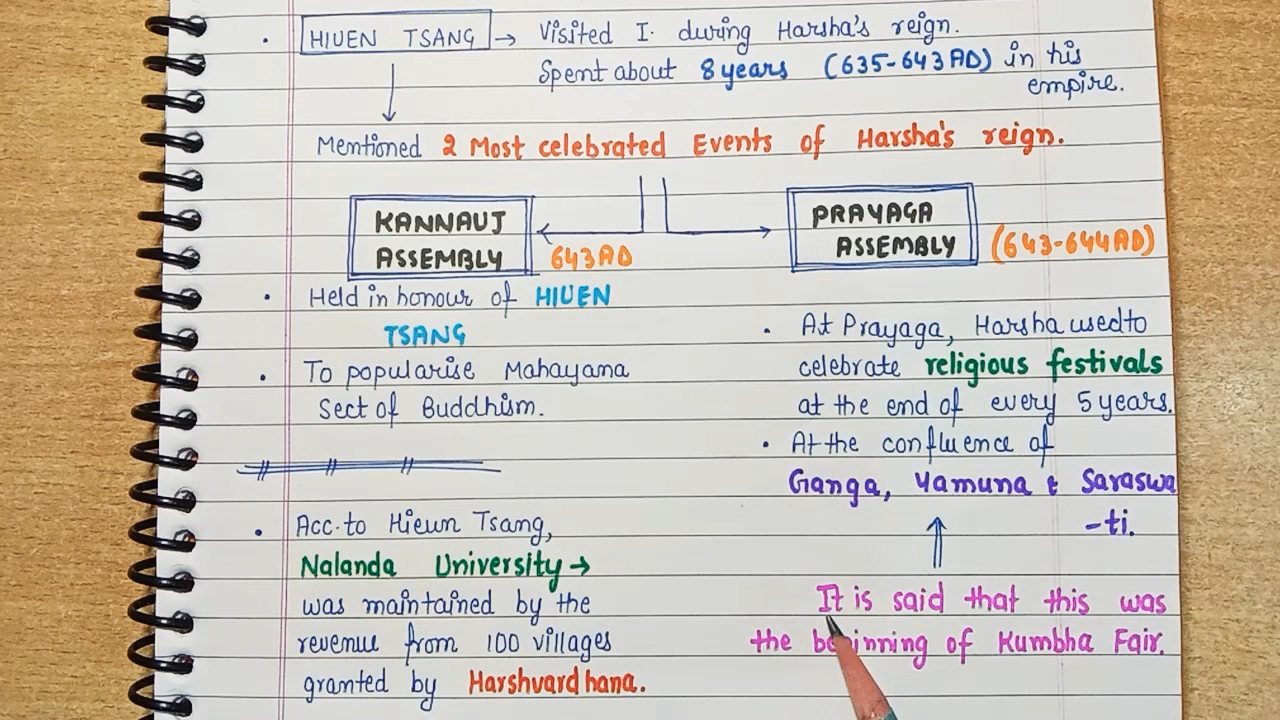 HIUEN TSANG → Visited I. during Harsha's reign.
Spent about 8 years (635-643 AD) in his
empire.
Mentioned 2 Most celebrated Events of Harsha's reign.
KANNAUJ
ASSEMBLY 643AD
• Held in honour of HIUEN
TSANG
• To popularise Mahayana
Sect of Buddhism.
• Acc. to Hieun Tsang,
Nalanda University →
was maintained by the
revenue from 100 villages
granted by Harshvardhana.
PRAYAGA
ASSEMBLY (643-644AD)
• At Prayaga, Harsha used to
celebrate religious festivals
at the end of every 5 years.
• At the confluence of
Ganga, Yamuna & Saraswa
-ti.
It is said that this was
the beginning of Kumbha Fair.